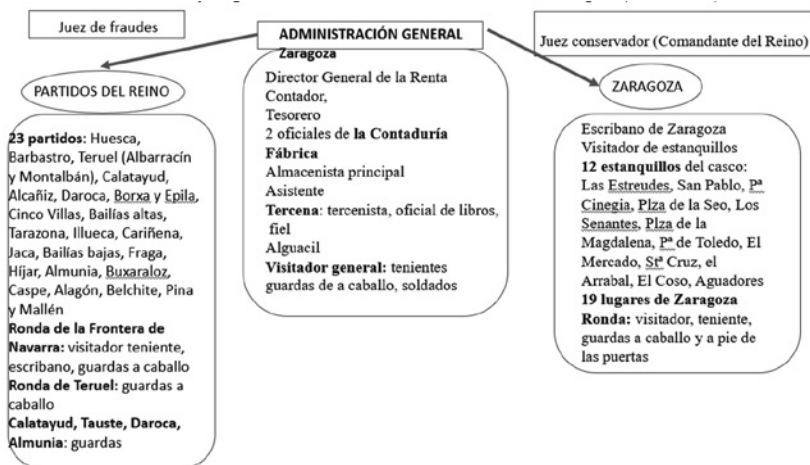 Juez de fraudes
ADMINISTRACIÓN GENERAL
Zaragoza
Juez conservador (Comandante del Reino)
PARTIDOS DEL REINO
23 partidos: Huesca,
Barbastro, Teruel (Albarracín
y Montalbán), Calatayud,
Alcañiz, Daroca, Borxa y Epila,
Cinco Villas, Bailías altas,
Tarazona, Illueca, Cariñena,
Jaca, Bailías bajas, Fraga,
Híjar, Almunia, Buxaraloz,
Caspe, Alagón, Belchite, Pina
y Mallén
Ronda de la Frontera de
Navarra: visitador teniente,
escribano, guardas a caballo
Ronda de Teruel: guardas a
caballo
Calatayud, Tauste, Daroca,
Almunia: guardas
Director General de la Renta
Contador,
Tesorero
2 oficiales de la Contaduría
Fábrica
Almacenista principal
Asistente
Tercena: tercenista, oficial de libros,
fiel
Alguacil
Visitador general: tenientes
guardas de a caballo, soldados
ZARAGOZA
Escribano de Zaragoza
Visitador de estanquillos
12 estanquillos del casco:
Las Estreudes, San Pablo, Pª
Cinegia, Plza de la Seo, Los
Senantes, Plza de la
Magdalena, Pª de Toledo, El
Mercado, Stª Cruz, el
Arrabal, El Coso, Aguadores
19 lugares de Zaragoza
Ronda: visitador, teniente,
guardas a caballo y a pie de
las puertas